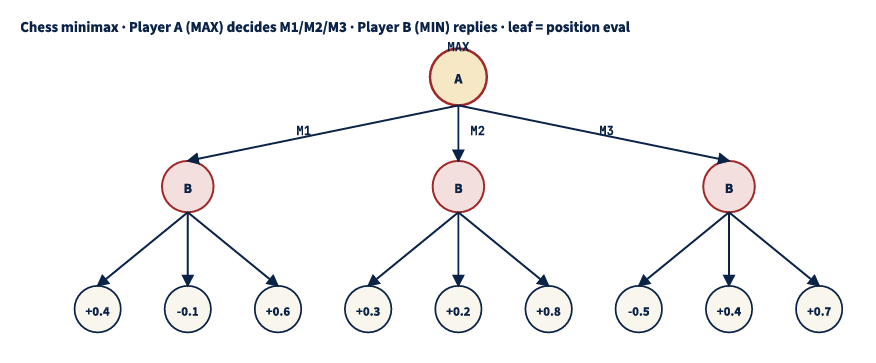 Chess minimax · Player A (MAX) decides M1/M2/M3 · Player B (MIN) replies · leaf = position eval
MAX
A
M1 M2 M3
B B B
+0.4 -0.1 +0.6 +0.3 +0.2 +0.8 -0.5 +0.4 +0.7